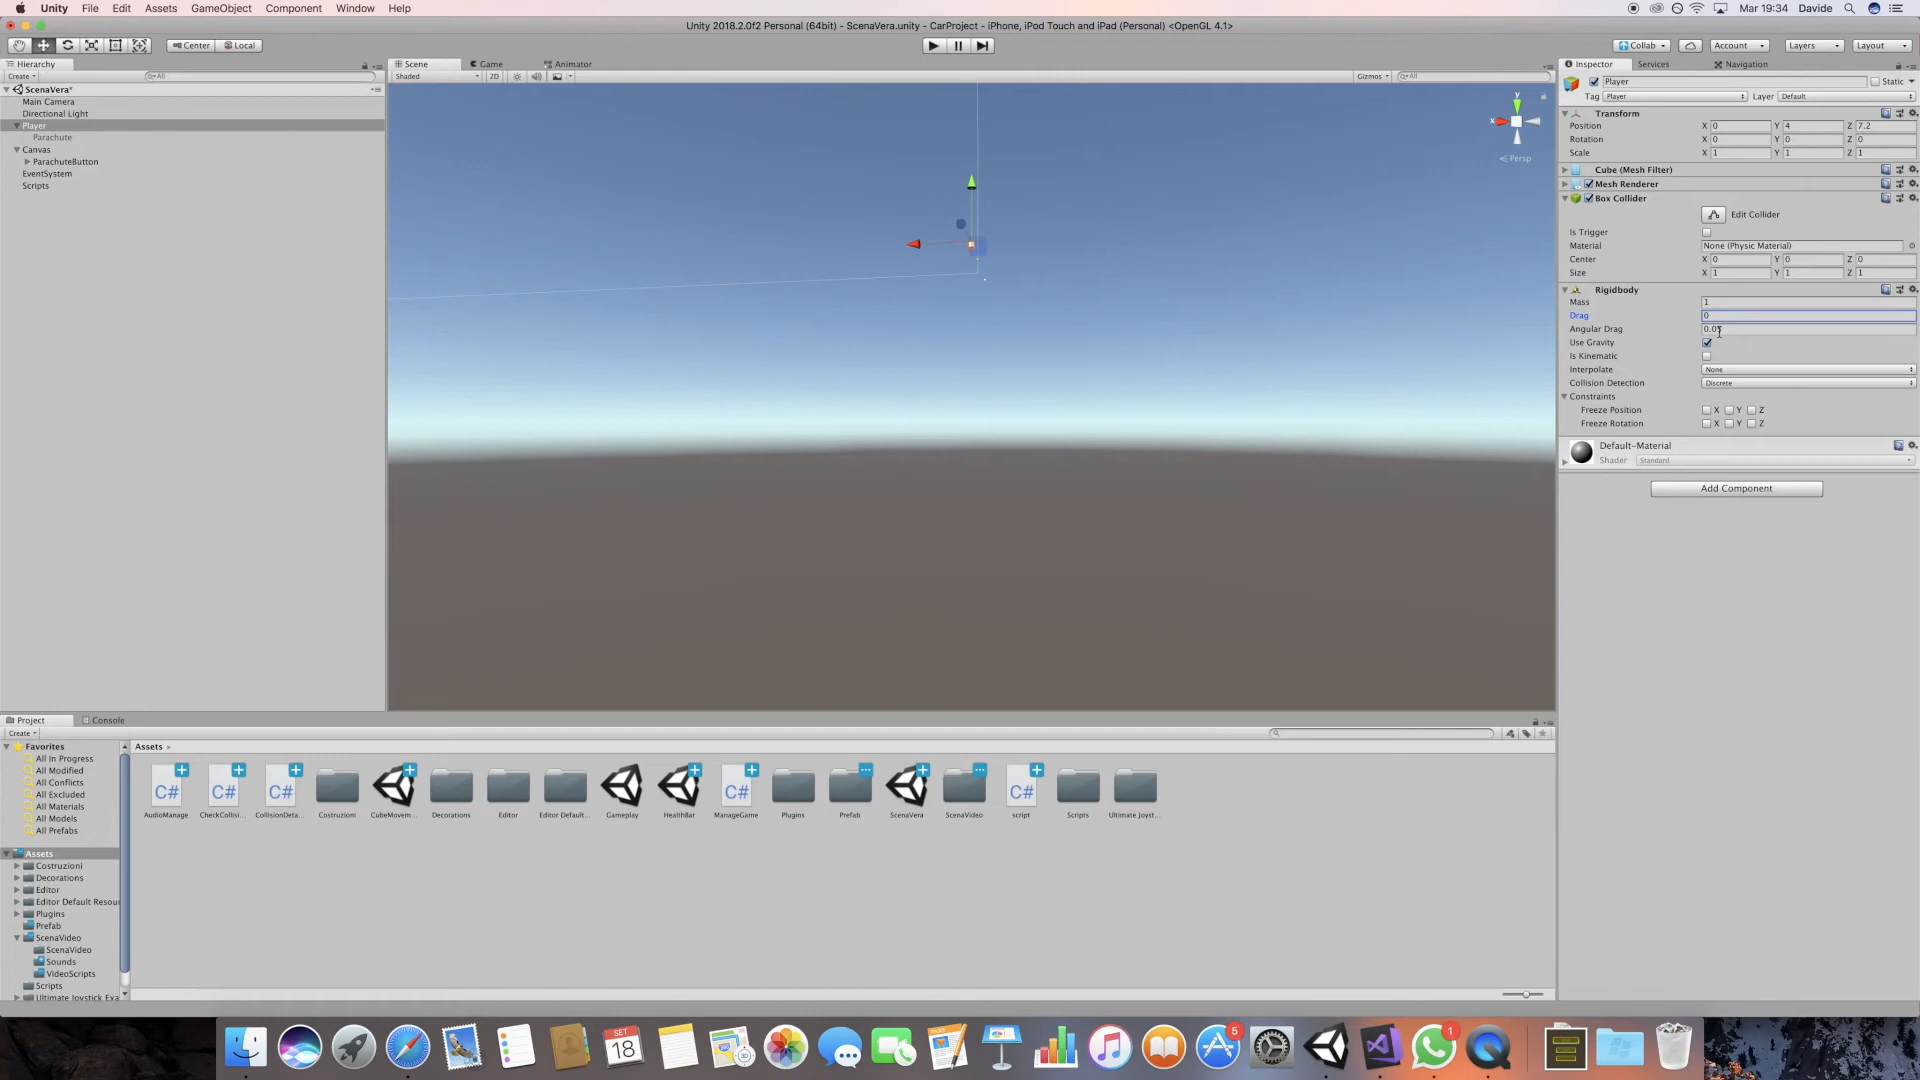 Unity File Edit Assets GameObject Component Window Help Mar 19:34 Davide
Unity 2018.2.0f2 Personal (64bit) - ScenaVera.unity - CarProject - iPhone, iPod Touch and iPad (Personal) <OpenGL 4.1>
Center Local Collab Account Layers Layout
Hierarchy
Create All
ScenaVera*
Main Camera
Directional Light
Player
Parachute
Canvas
ParachuteButton
EventSystem
Scripts
Scene Game Animator
Shaded 2D Gizmos All
y
x
Persp
Inspector Services Navigation
Player Static
Tag Player Layer Default
Transform
Position X 0 Y 4 Z 7.2
Rotation X 0 Y 0 Z 0
Scale X 1 Y 1 Z 1
Cube (Mesh Filter)
Mesh Renderer
Box Collider
Edit Collider
Is Trigger
Material None (Physic Material)
Center X 0 Y 0 Z 0
Size X 1 Y 1 Z 1
Rigidbody
Mass 1
Drag 0
Angular Drag 0.05
Use Gravity
Is Kinematic
Interpolate None
Collision Detection Discrete
Constraints
Freeze Position X Y Z
Freeze Rotation X Y Z
Default-Material
Shader Standard
Add Component
Project Console
Create
Favorites
All In Progress
All Modified
All Conflicts
All Excluded
All Materials
All Models
All Prefabs
Assets
Costruzioni
Decorations
Editor
Editor Default Resou
Plugins
Prefab
ScenaVideo
ScenaVideo
Sounds
VideoScripts
Scripts
Ultimate Joystick Exa
Assets
C# C# C# C# C#
AudioManage CheckCollisi... CollisionDeta... Costruzioni CubeMovem... Decorations Editor Editor Default... Gameplay HealthBar ManageGame Plugins Prefab ScenaVera ScenaVideo script Scripts Ultimate Joyst...
SET
18
5
1